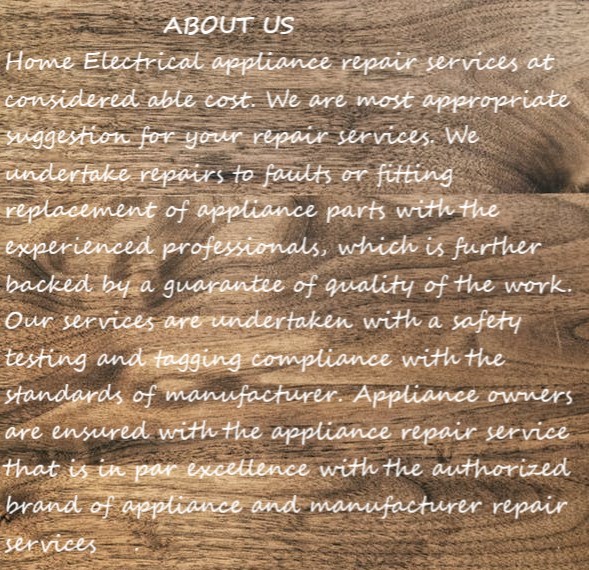 ABOUT US
Home Electrical appliance repair services at
considered able cost. We are most appropriate
suggestion for your repair services. We
undertake repairs to faults or fitting
replacement of appliance parts with the
experienced professionals, which is further
backed by a guarantee of quality of the work.
Our services are undertaken with a safety
testing and tagging compliance with the
standards of manufacturer. Appliance owners
are ensured with the appliance repair service
that is in par excellence with the authorized
brand of appliance and manufacturer repair
services .